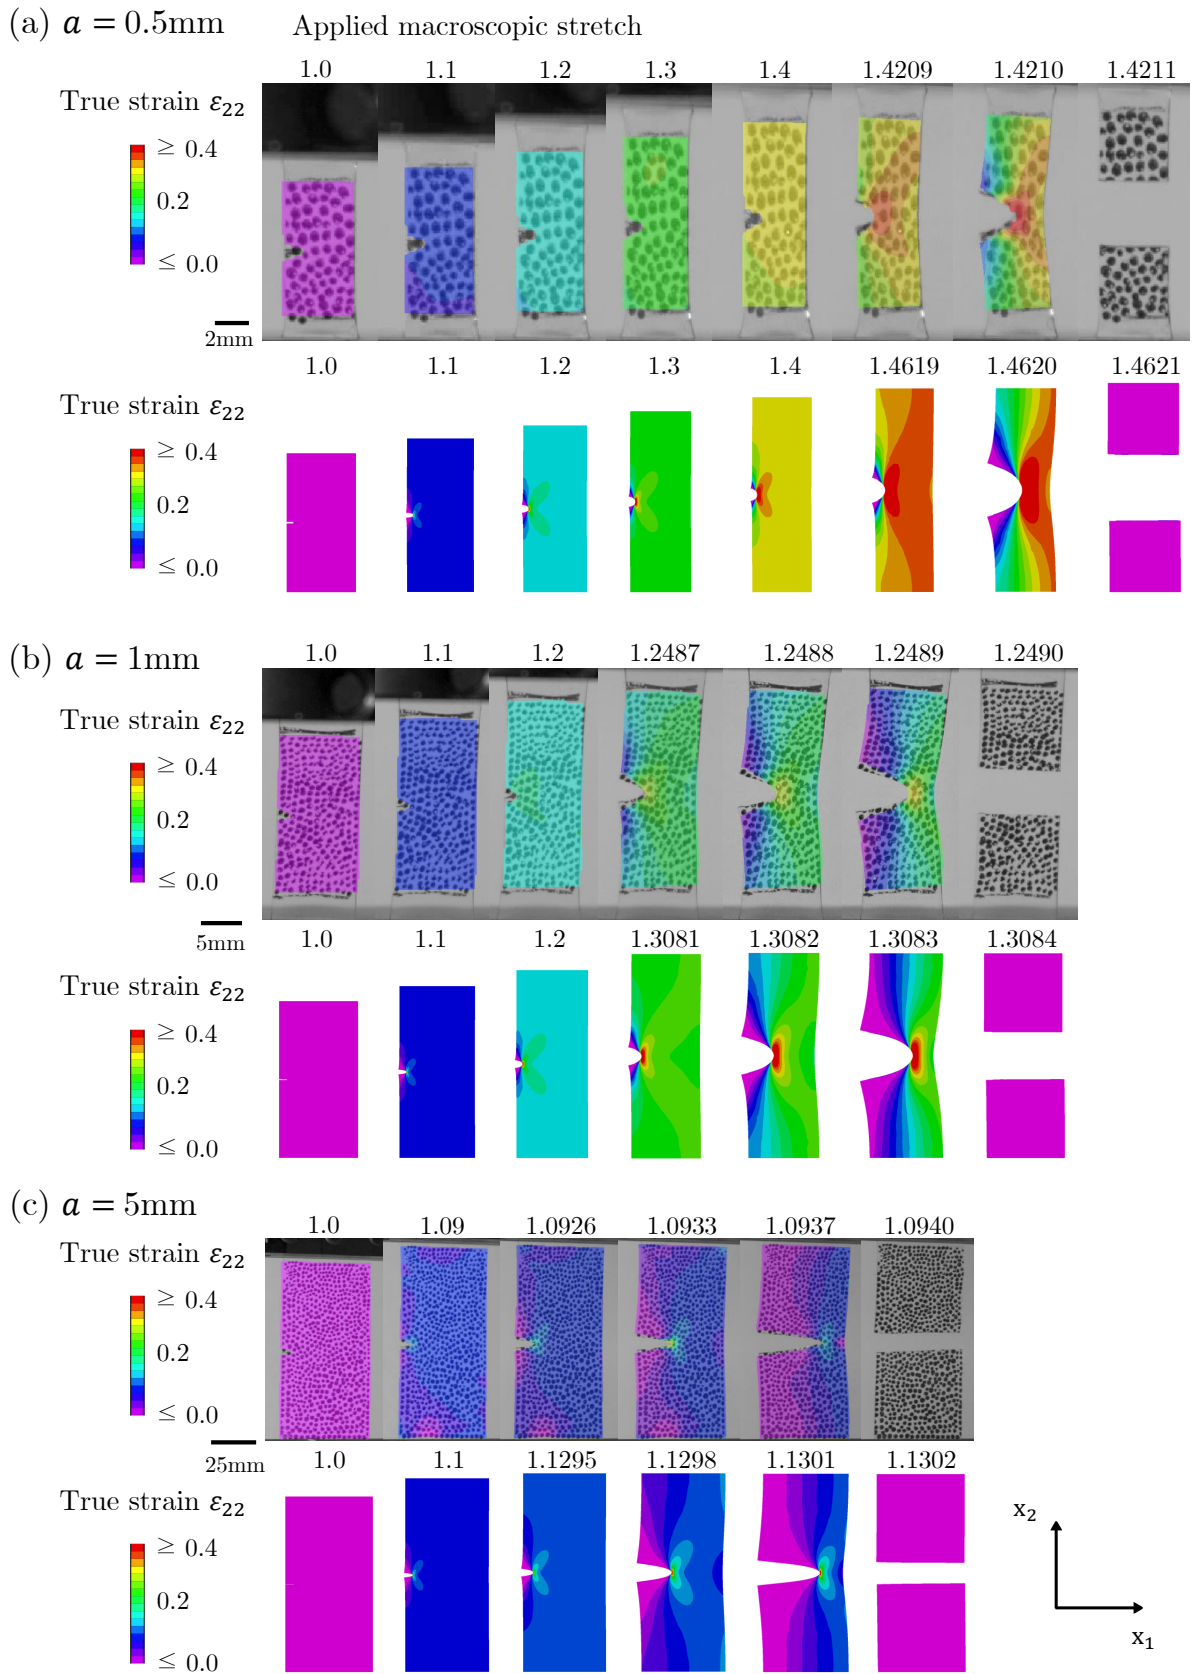 (a) a = 0.5mm Applied macroscopic stretch
1.0 1.1 1.2 1.3 1.4 1.4209 1.4210 1.4211
True strain ε22
≥ 0.4
0.2
≤ 0.0
2mm
1.0 1.1 1.2 1.3 1.4 1.4619 1.4620 1.4621
True strain ε22
≥ 0.4
0.2
≤ 0.0
(b) a = 1mm
1.0 1.1 1.2 1.2487 1.2488 1.2489 1.2490
True strain ε22
≥ 0.4
0.2
≤ 0.0
5mm
1.0 1.1 1.2 1.3081 1.3082 1.3083 1.3084
True strain ε22
≥ 0.4
0.2
≤ 0.0
(c) a = 5mm
1.0 1.09 1.0926 1.0933 1.0937 1.0940
True strain ε22
≥ 0.4
0.2
≤ 0.0
25mm
1.0 1.1 1.1295 1.1298 1.1301 1.1302
True strain ε22
≥ 0.4
0.2
≤ 0.0
x2
x1